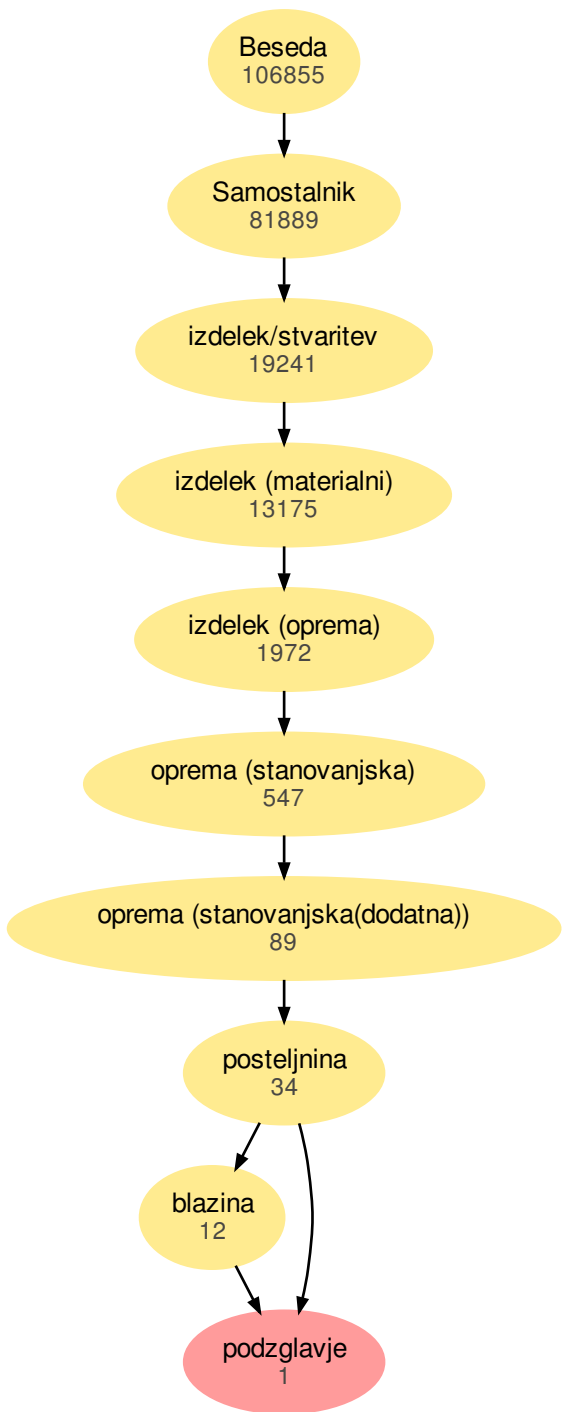 Beseda
106855
Samostalnik
81889
izdelek/stvaritev
19241
izdelek (materialni)
13175
izdelek (oprema)
1972
oprema (stanovanjska)
547
oprema (stanovanjska(dodatna))
89
posteljnina
34
blazina
12
podzglavje
1